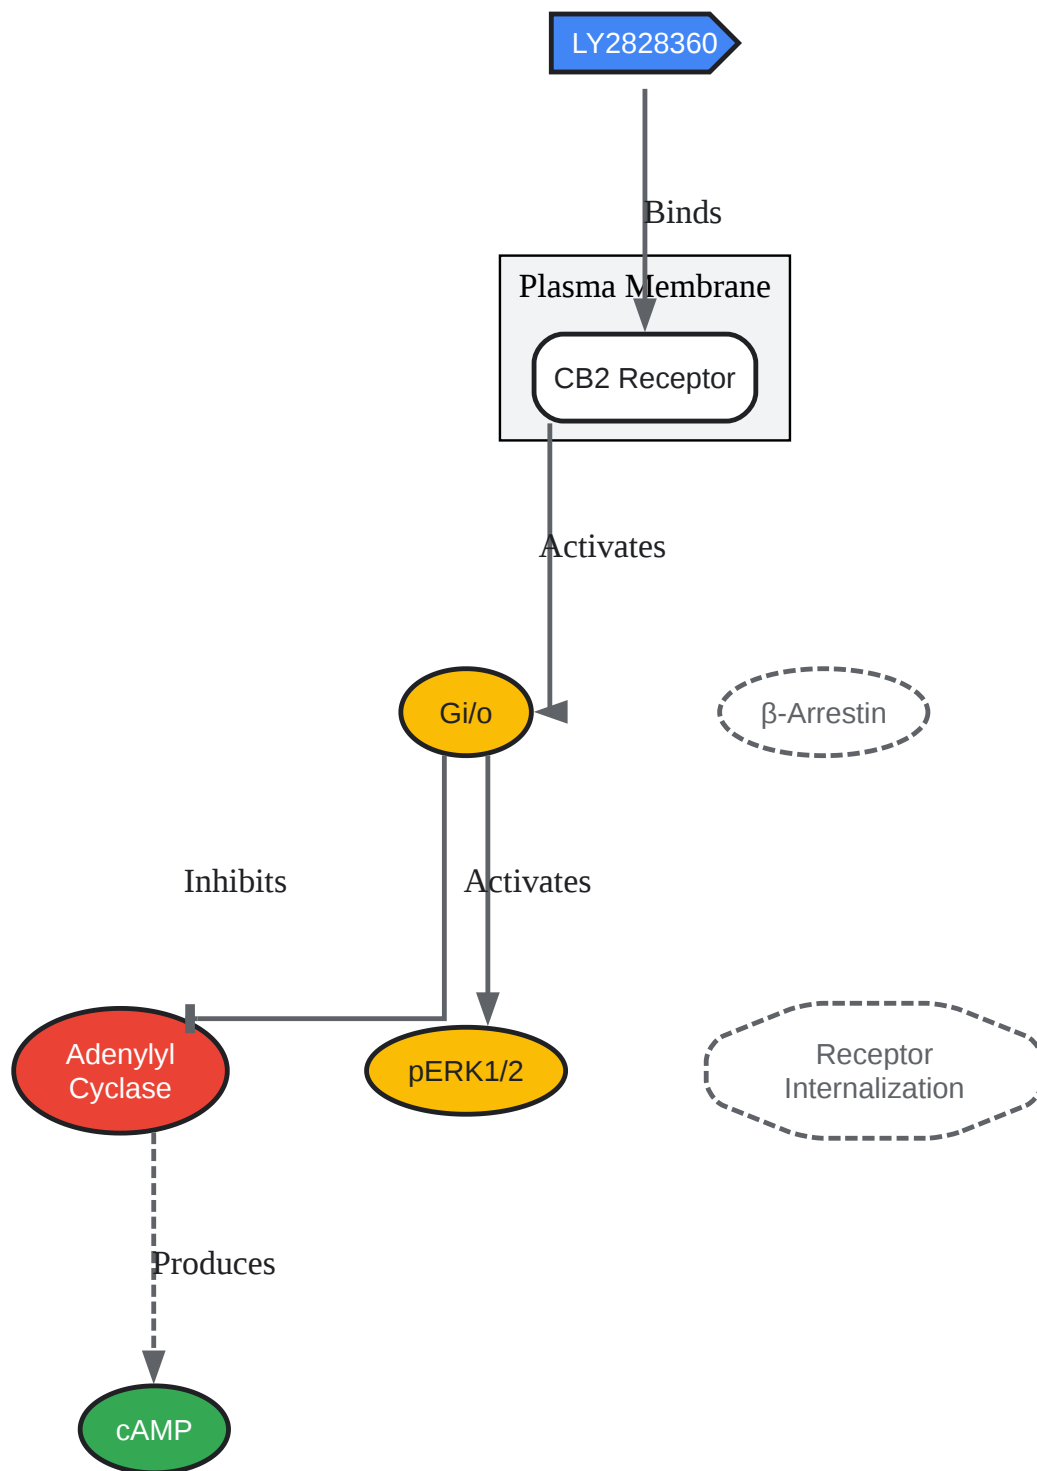 LY2828360
Binds
Plasma Membrane
CB2 Receptor
Activates
Gi/o
β-Arrestin
Inhibits
Activates
Adenylyl
Cyclase
pERK1/2
Receptor
Internalization
Produces
cAMP